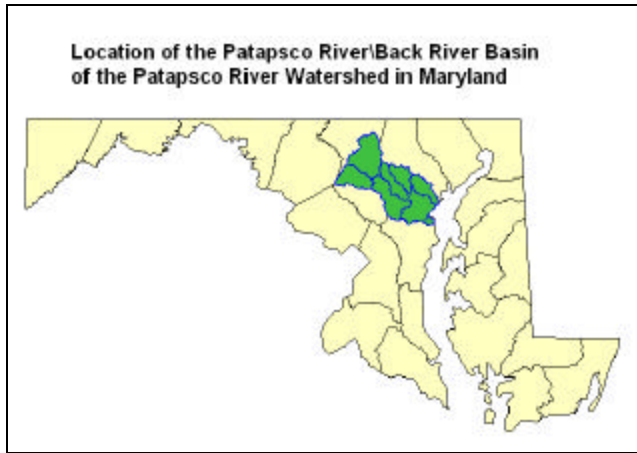 Location of the Patapsco River\Back River Basin
of the Patapsco River Watershed in Maryland